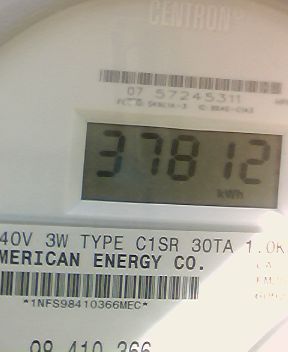 CENTRON
07 57245311
37812
kWh
40V 3W TYPE C1SR 30TA 1.0K
MERICAN ENERGY CO.
*1NFS98410366MEC*
98 410 366